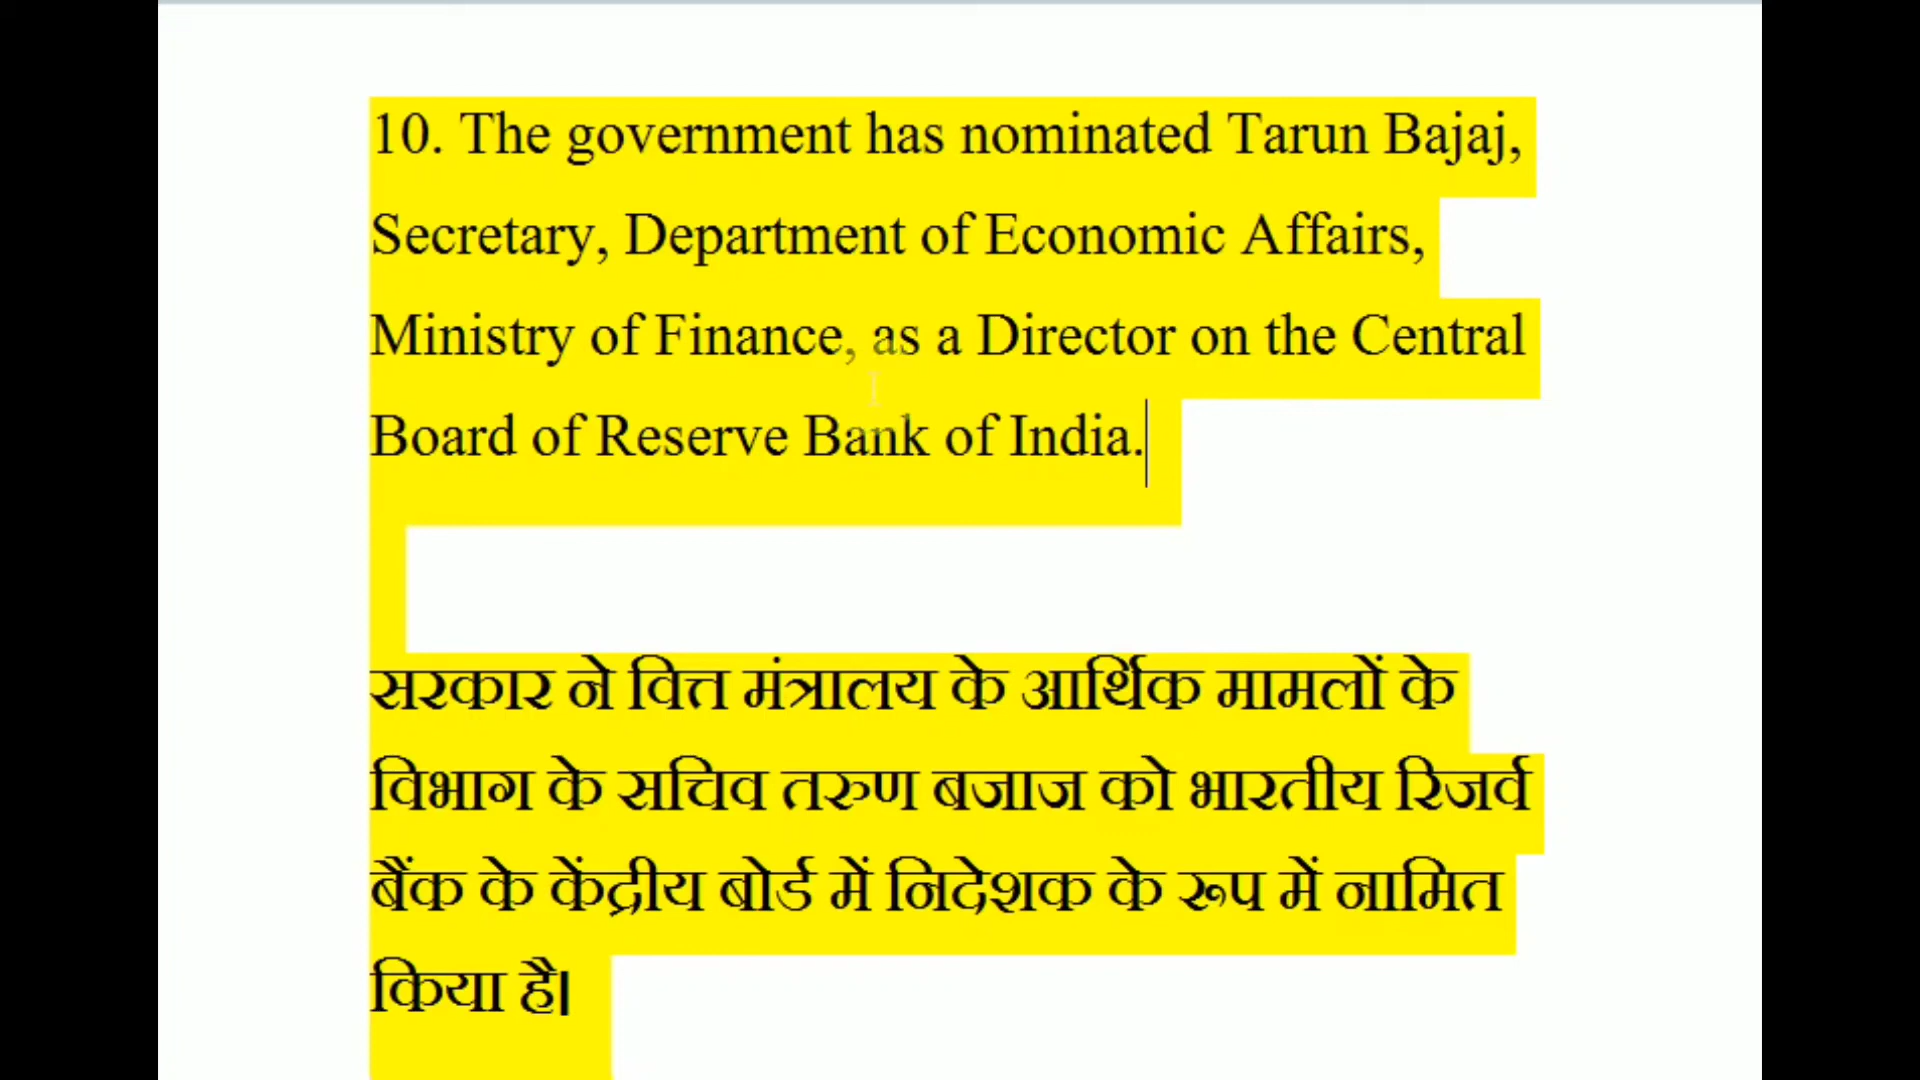 10. The government has nominated Tarun Bajaj,
Secretary, Department of Economic Affairs,
Ministry of Finance, as a Director on the Central
Board of Reserve Bank of India.
सरकार ने वित्त मंत्रालय के आर्थिक मामलों के
विभाग के सचिव तरुण बजाज को भारतीय रिजर्व
बैंक के केंद्रीय बोर्ड में निदेशक के रूप में नामित
किया है।